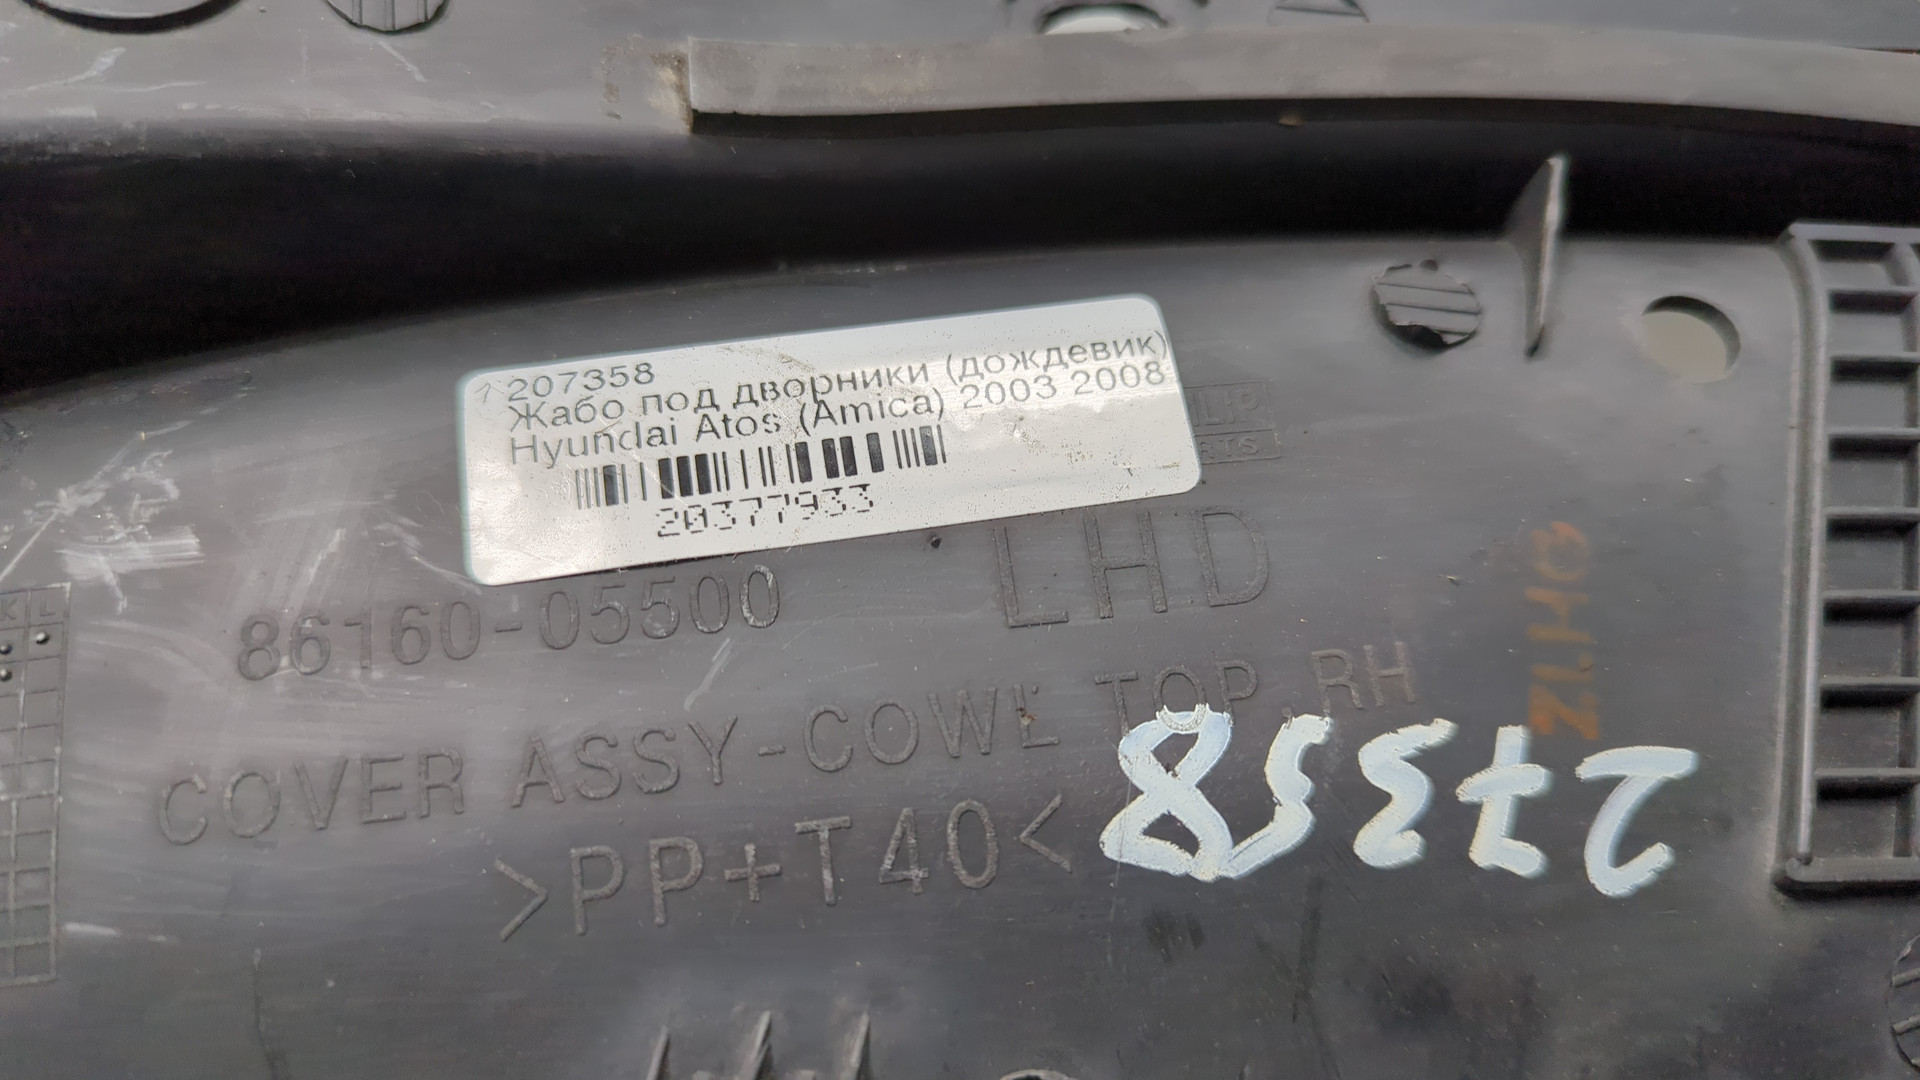 207358
Жабо под дворники (дождевик)
Hyundai Atos (Amica) 2003 2008
20377933
86160-05500
LHD
COVER ASSY-COWL TOP, RH
>PP+T40<
27358
K L